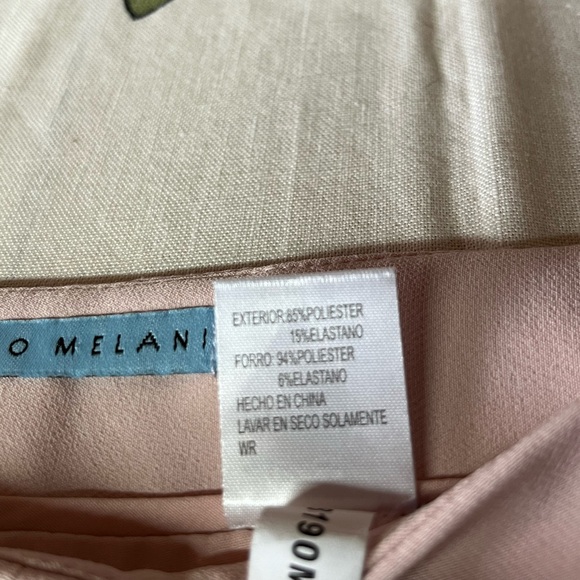 O MELANI
EXTERIOR:85%POLIESTER
15%ELASTANO
FORRO: 94%POLIESTER
6%ELASTANO
HECHO EN CHINA
LAVAR EN SECO SOLAMENTE
WR
190M